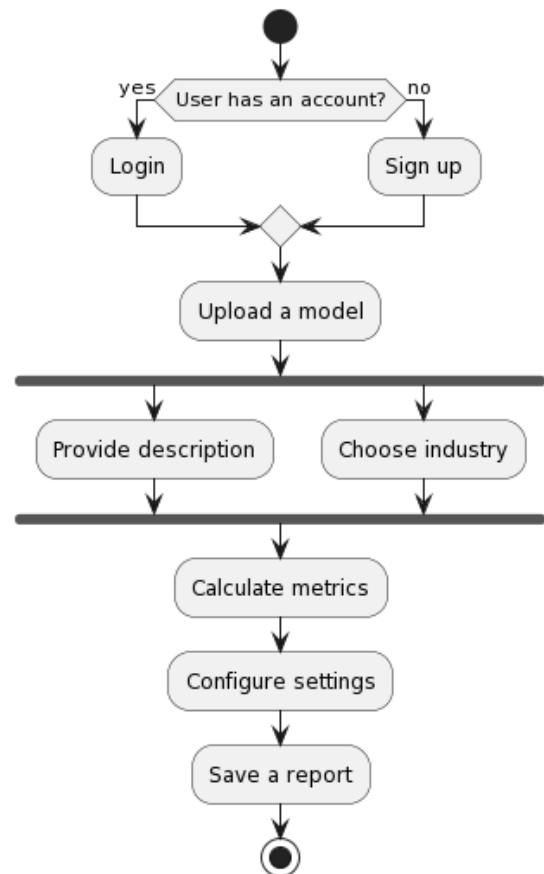 yes
User has an account?
no
Login
Sign up
Upload a model
Provide description
Choose industry
Calculate metrics
Configure settings
Save a report